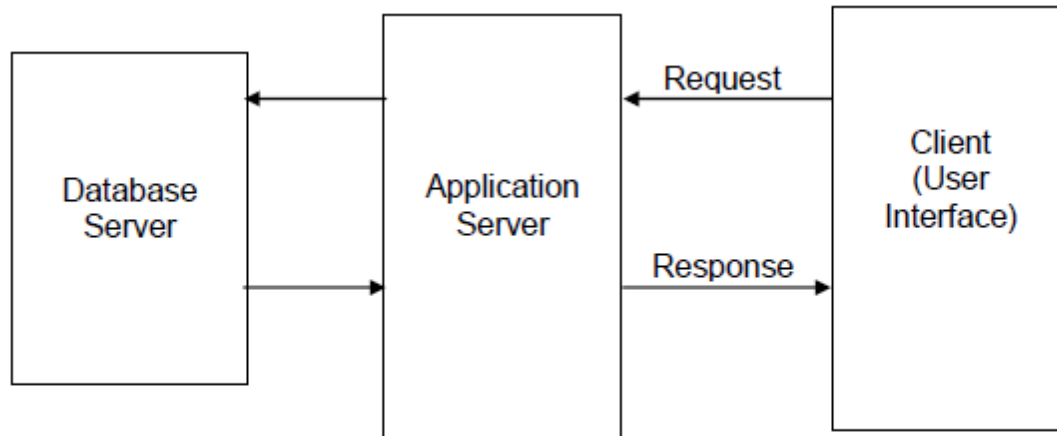 Database
Server
Application
Server
Request
Response
Client
(User
Interface)